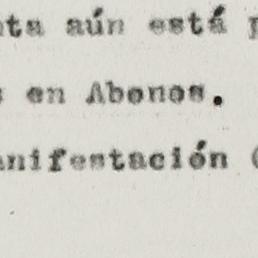 nta aún está p
s en Abonos.
anifestación